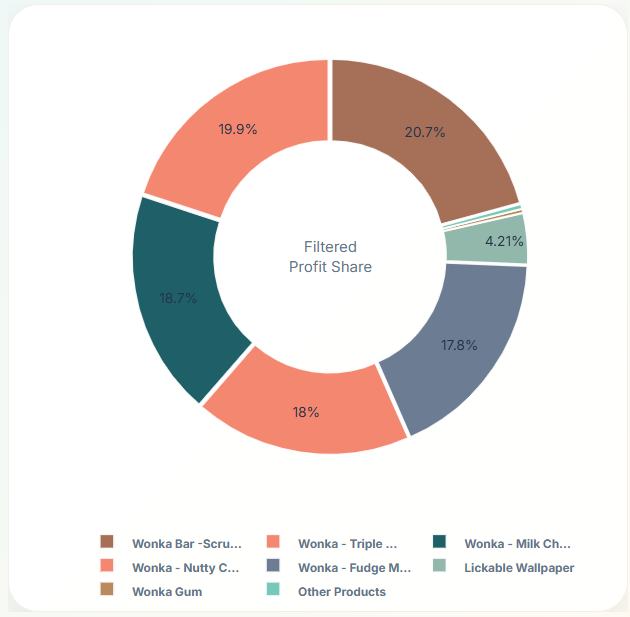 19.9%
20.7%
4.21%
Filtered
Profit Share
18.7%
17.8%
18%
Wonka Bar -Scru...
Wonka - Triple ...
Wonka - Milk Ch...
Wonka - Nutty C...
Wonka - Fudge M...
Lickable Wallpaper
Wonka Gum
Other Products